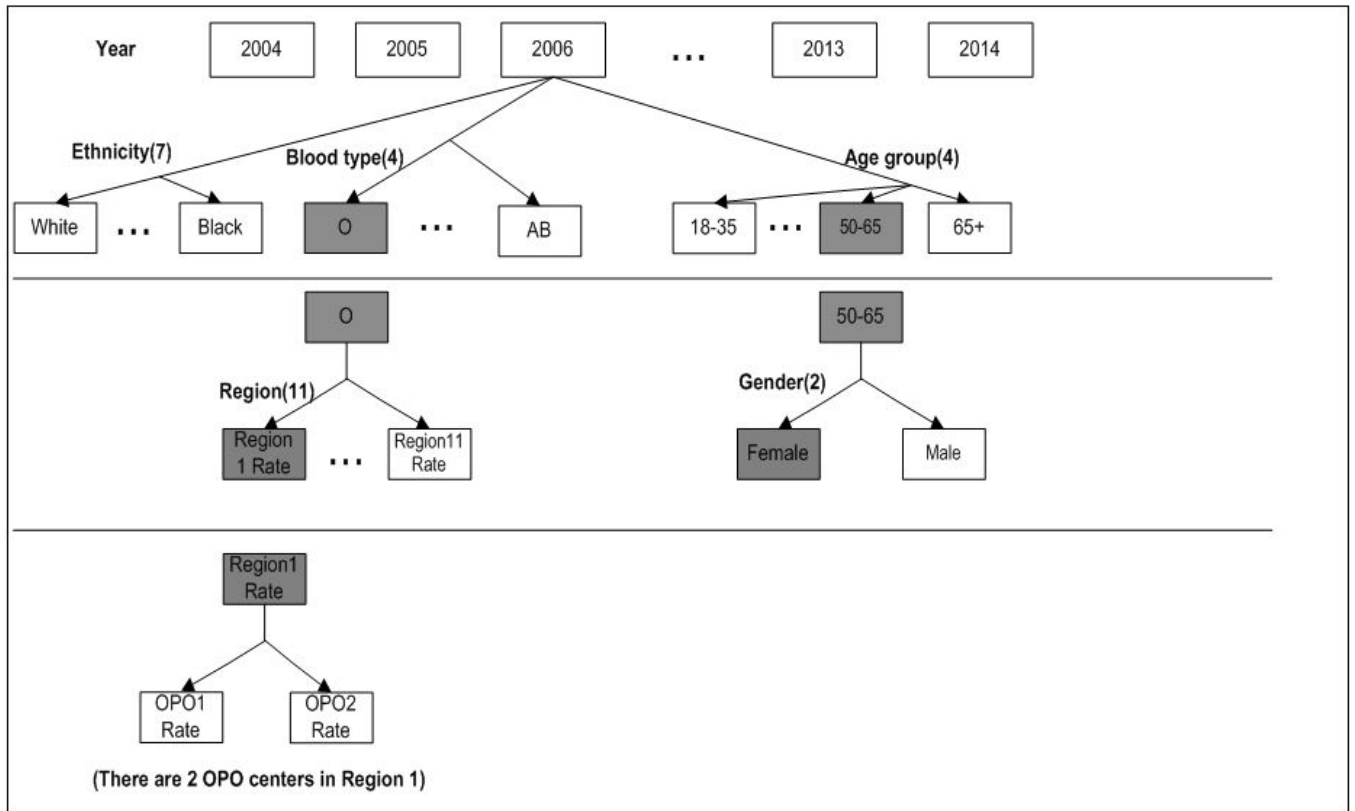 Year 2004 2005 2006 ... 2013 2014
Ethnicity(7) Blood type(4) Age group(4)
White ... Black O ... AB 18-35 ... 50-65 65+
O 50-65
Region(11) Gender(2)
Region
1 Rate
...
Region11
Rate
Female Male
Region1
Rate
OPO1
Rate
OPO2
Rate
(There are 2 OPO centers in Region 1)